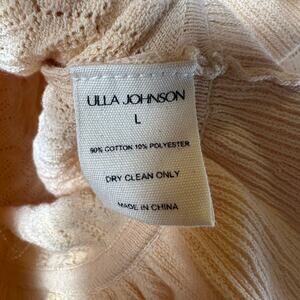 ULLA JOHNSON
L
90% COTTON 10% POLYESTER
DRY CLEAN ONLY
MADE IN CHINA